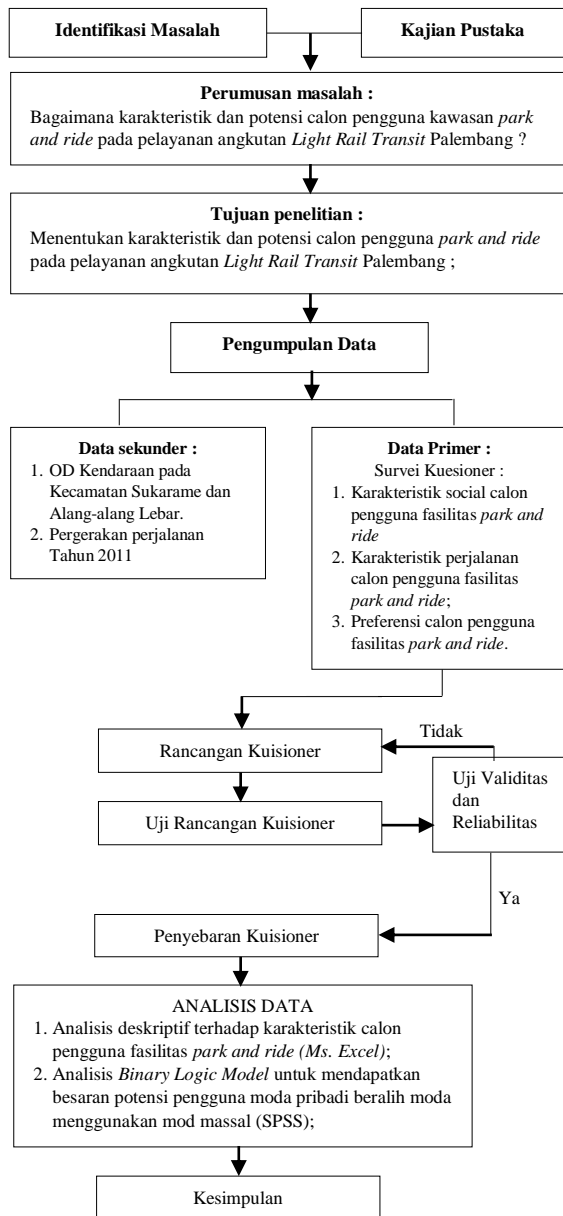 Identifikasi Masalah
Kajian Pustaka
Perumusan masalah :
Bagaimana karakteristik dan potensi calon pengguna kawasan park
and ride pada pelayanan angkutan Light Rail Transit Palembang ?
Tujuan penelitian :
Menentukan karakteristik dan potensi calon pengguna park and ride
pada pelayanan angkutan Light Rail Transit Palembang ;
Pengumpulan Data
Data sekunder :
1. OD Kendaraan pada
Kecamatan Sukarame dan
Alang-alang Lebar.
2. Pergerakan perjalanan
Tahun 2011
Data Primer :
Survei Kuesioner :
1. Karakteristik social calon
pengguna fasilitas park and
ride
2. Karakteristik perjalanan
calon pengguna fasilitas
park and ride;
3. Preferensi calon pengguna
fasilitas park and ride.
Rancangan Kuisioner
Tidak
Uji Rancangan Kuisioner
Uji Validitas
dan
Reliabilitas
Ya
Penyebaran Kuisioner
ANALISIS DATA
1. Analisis deskriptif terhadap karakteristik calon
pengguna fasilitas park and ride (Ms. Excel);
2. Analisis Binary Logic Model untuk mendapatkan
besaran potensi pengguna moda pribadi beralih moda
menggunakan mod massal (SPSS);
Kesimpulan